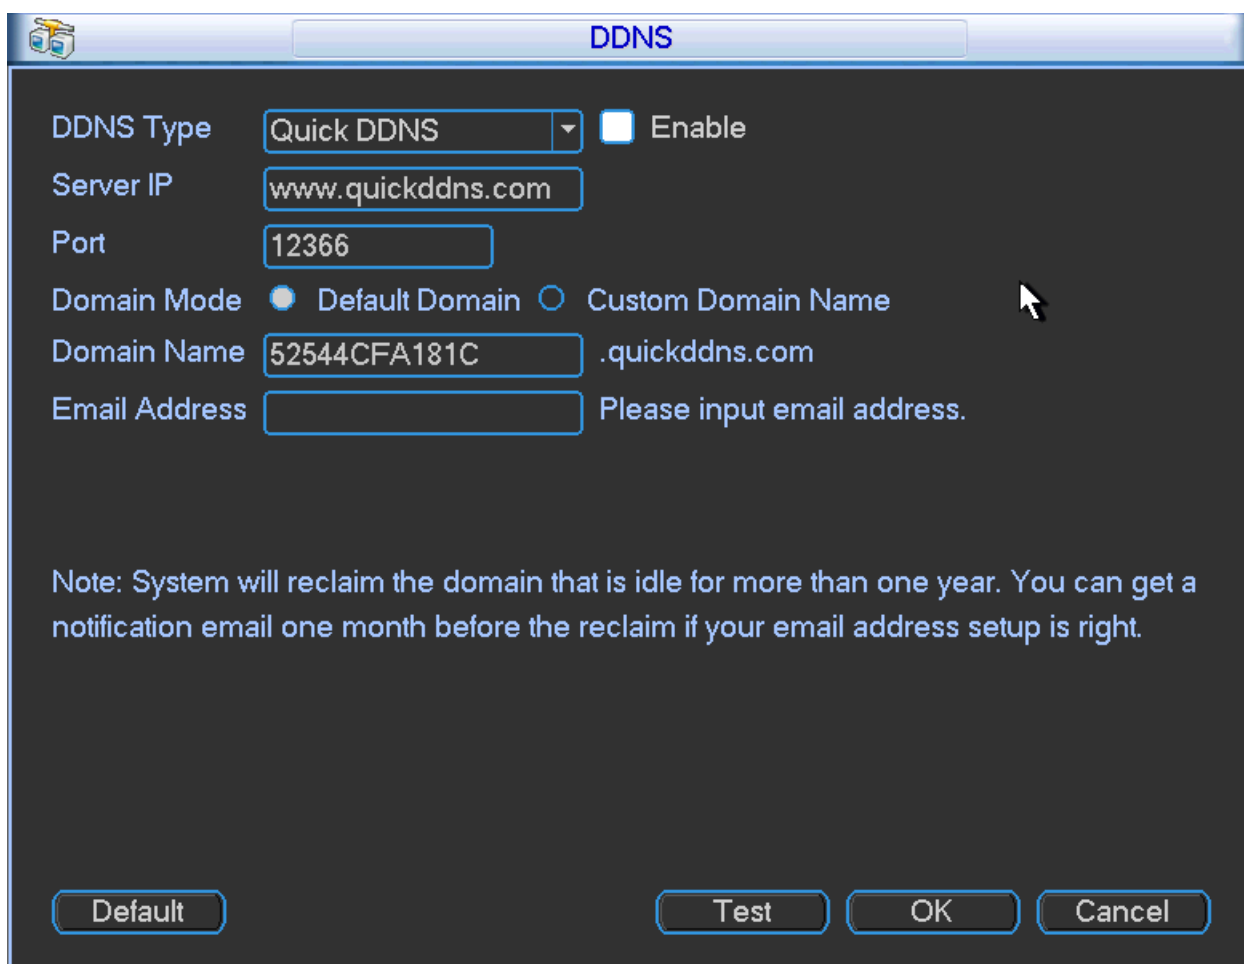 DDNS
DDNS Type Quick DDNS Enable
Server IP www.quickddns.com
Port 12366
Domain Mode Default Domain Custom Domain Name
Domain Name 52544CFA181C .quickddns.com
Email Address Please input email address.
Note: System will reclaim the domain that is idle for more than one year. You can get a
notification email one month before the reclaim if your email address setup is right.
Default Test OK Cancel